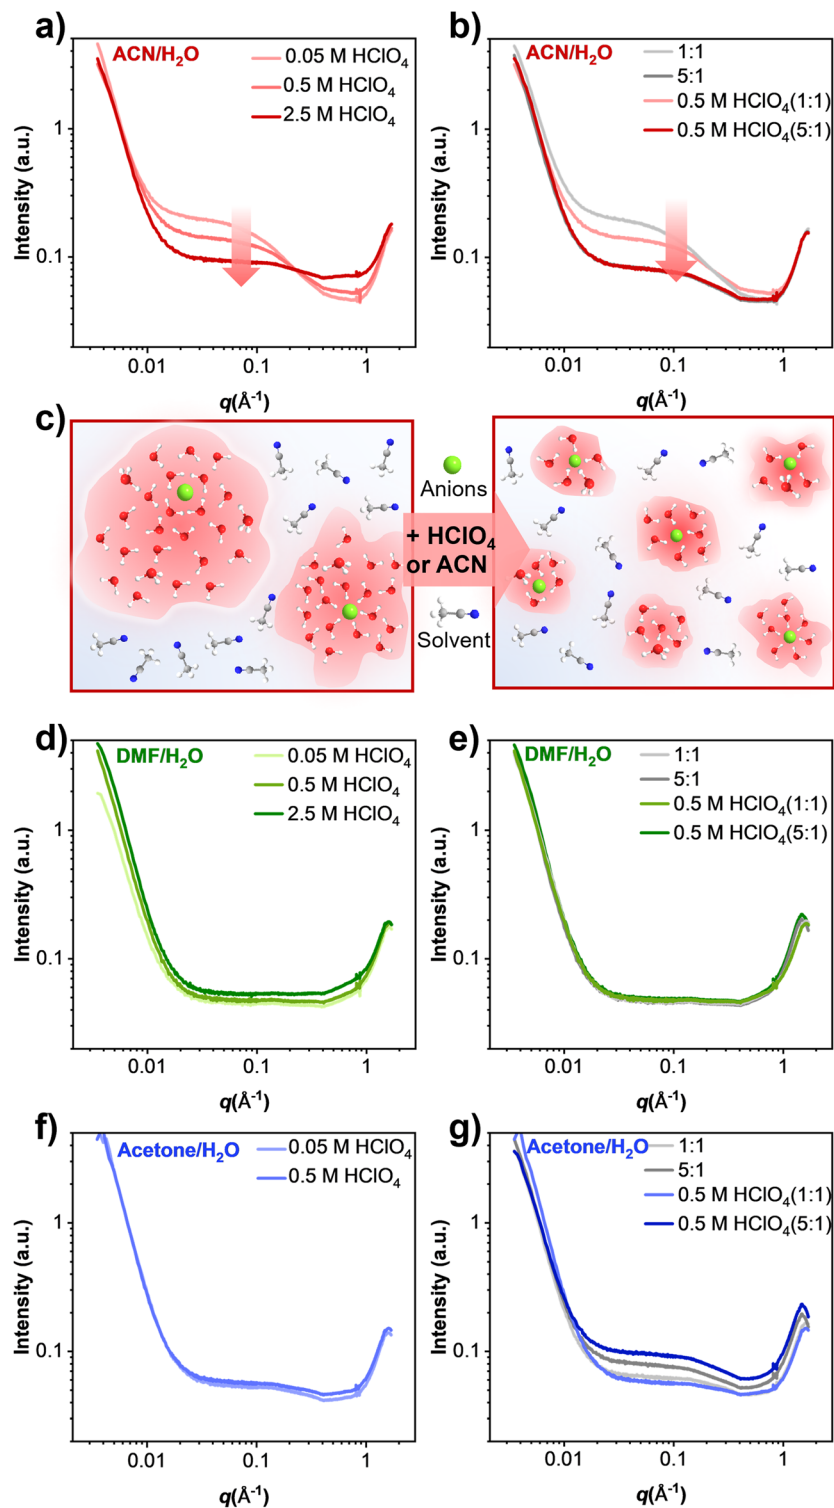 a)
ACN/H₂O
0.05 M HClO₄
0.5 M HClO₄
2.5 M HClO₄
Intensity (a.u.)
1
0.1
0.01
0.1
1
q(Å⁻¹)
b)
ACN/H₂O
1:1
5:1
0.5 M HClO₄(1:1)
0.5 M HClO₄(5:1)
Intensity (a.u.)
1
0.1
0.01
0.1
1
q(Å⁻¹)
c)
Anions
+ HClO₄
or ACN
Solvent
d)
DMF/H₂O
0.05 M HClO₄
0.5 M HClO₄
2.5 M HClO₄
Intensity (a.u.)
1
0.1
0.01
0.1
1
q(Å⁻¹)
e)
DMF/H₂O
1:1
5:1
0.5 M HClO₄(1:1)
0.5 M HClO₄(5:1)
Intensity (a.u.)
1
0.1
0.01
0.1
1
q(Å⁻¹)
f)
Acetone/H₂O
0.05 M HClO₄
0.5 M HClO₄
Intensity (a.u.)
1
0.1
0.01
0.1
1
q(Å⁻¹)
g)
Acetone/H₂O
1:1
5:1
0.5 M HClO₄(1:1)
0.5 M HClO₄(5:1)
Intensity (a.u.)
1
0.1
0.01
0.1
1
q(Å⁻¹)